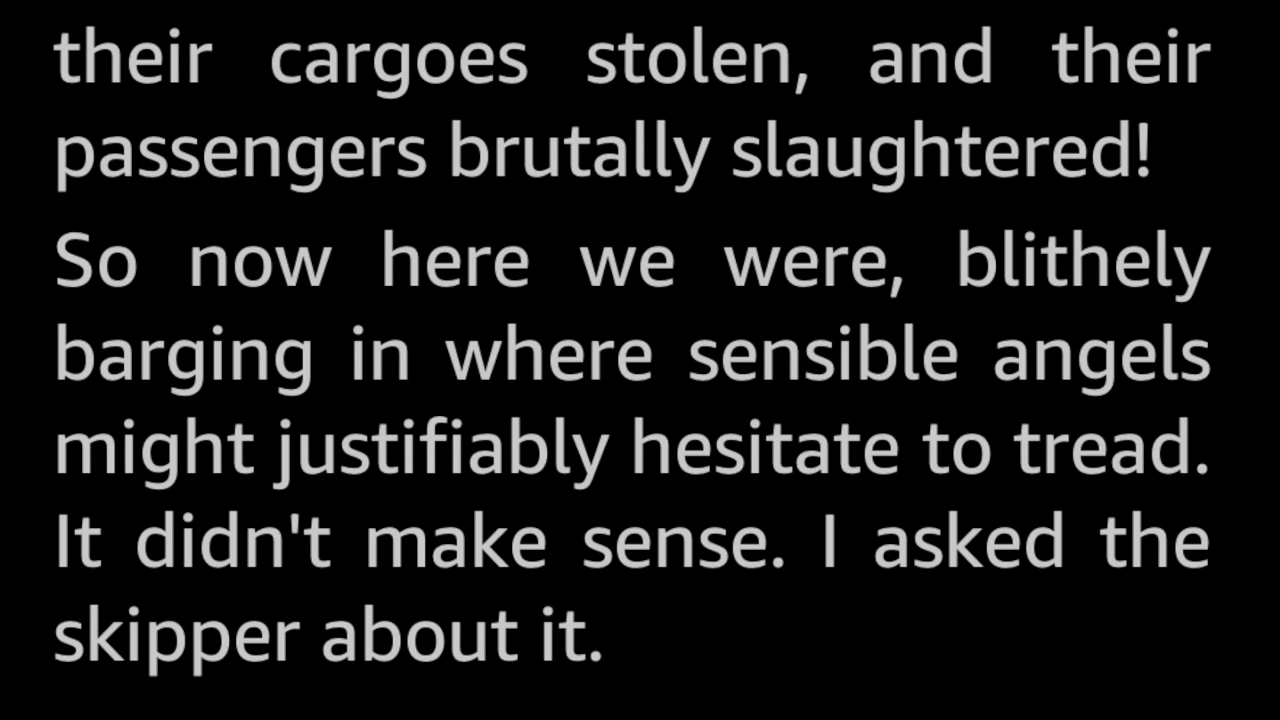 their cargoes stolen, and their
passengers brutally slaughtered!
So now here we were, blithely
barging in where sensible angels
might justifiably hesitate to tread.
It didn't make sense. I asked the
skipper about it.